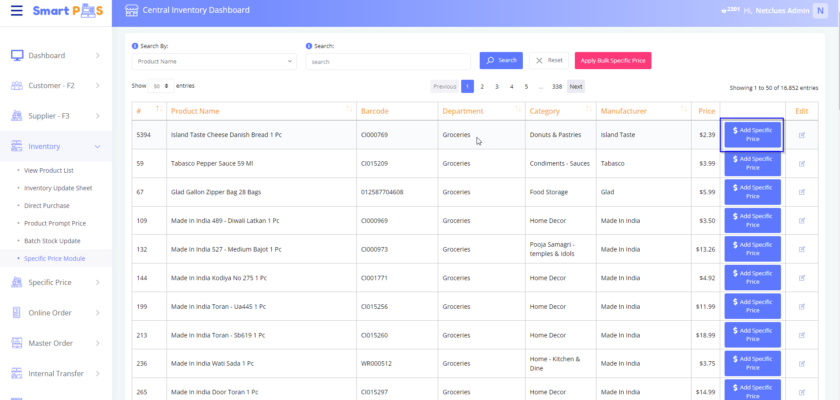 Smart POS
Central Inventory Dashboard
2301 Hi, Netclues Admin N
Dashboard
Customer - F2
Supplier - F3
Inventory
View Product List
Inventory Update Sheet
Direct Purchase
Product Prompt Price
Batch Stock Update
Specific Price Module
Specific Price
Online Order
Master Order
Internal Transfer
Search By:
Product Name
Search:
search
Search
Reset
Apply Bulk Specific Price
Show 50 entries
Previous 1 2 3 4 5 ... 338 Next
Showing 1 to 50 of 16,852 entries
# Product Name Barcode Department Category Manufacturer Price Edit
5394 Island Taste Cheese Danish Bread 1 Pc CI000769 Groceries Donuts & Pastries Island Taste $2.39 $ Add Specific
Price
59 Tabasco Pepper Sauce 59 Ml CI015209 Groceries Condiments - Sauces Tabasco $3.99 $ Add Specific
Price
67 Glad Gallon Zipper Bag 28 Bags 012587704608 Groceries Food Storage Glad $5.99 $ Add Specific
Price
109 Made In India 489 - Diwali Latkan 1 Pc CI000969 Groceries Home Decor Made In India $3.50 $ Add Specific
Price
132 Made In India 527 - Medium Bajot 1 Pc CI000973 Groceries Pooja Samagri - Made In India $13.26 $ Add Specific
temples & Idols Price
144 Made In India Kodiya No 275 1 Pc CI001771 Groceries Home Decor Made In India $4.92 $ Add Specific
Price
199 Made In India Toran - Ua445 1 Pc CI015256 Groceries Home Decor Made In India $11.99 $ Add Specific
Price
213 Made In India Toran - Sb619 1 Pc CI015260 Groceries Home Decor Made In India $18.99 $ Add Specific
Price
236 Made In India Wati Sada 1 Pc WR000512 Groceries Home - Kitchen & Made In India $3.75 $ Add Specific
Dine Price
265 Made In India Door Toran 1 Pc CI015297 Groceries Home Decor Made In India $14.99 $ Add Specific